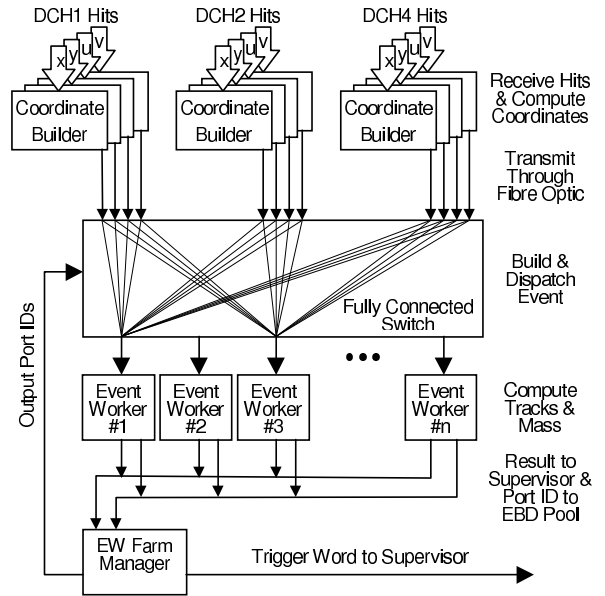 DCH1 Hits
DCH2 Hits
DCH4 Hits
x y u v
x y u v
x y u v
Coordinate
Builder
Coordinate
Builder
Coordinate
Builder
Receive Hits
& Compute
Coordinates
Transmit
Through
Fibre Optic
Build &
Dispatch
Event
Fully Connected
Switch
Output Port IDs
Event
Worker
#1
Event
Worker
#2
Event
Worker
#3
Event
Worker
#n
Compute
Tracks &
Mass
Result to
Supervisor &
Port ID to
EBD Pool
EW Farm
Manager
Trigger Word to Supervisor